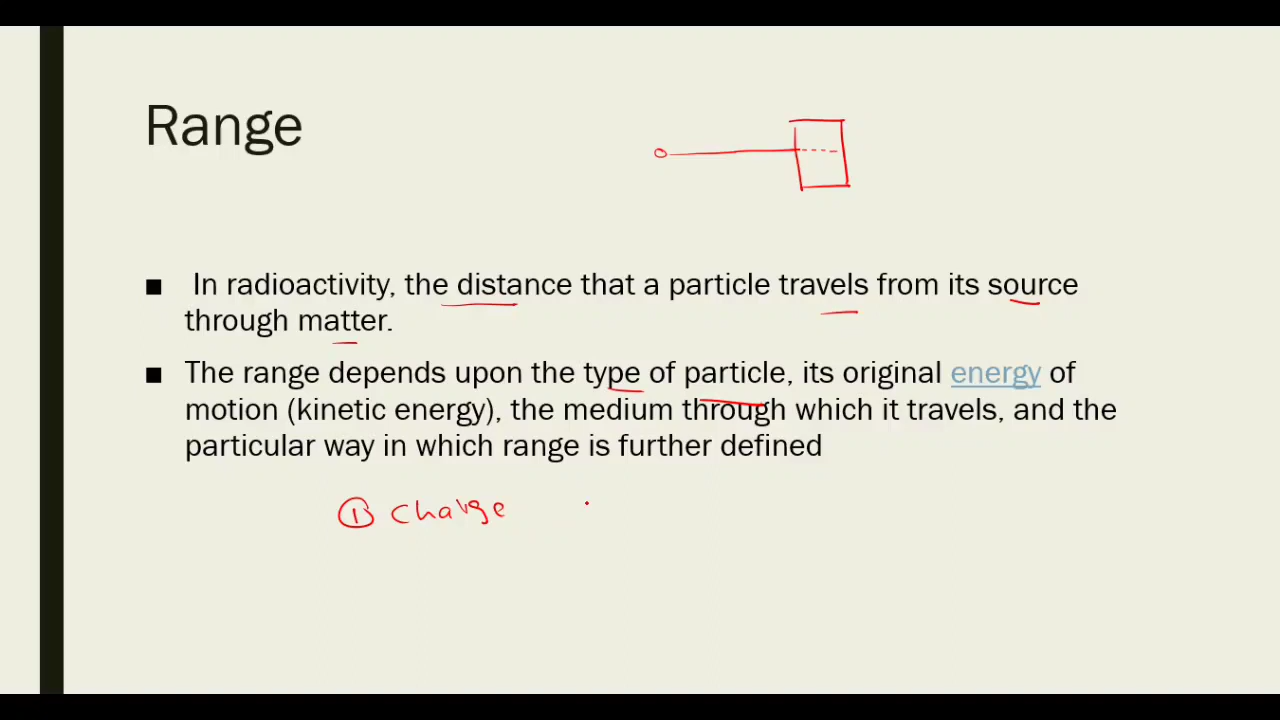 Range
■ In radioactivity, the distance that a particle travels from its source
through matter.
■ The range depends upon the type of particle, its original energy of
motion (kinetic energy), the medium through which it travels, and the
particular way in which range is further defined
① charge